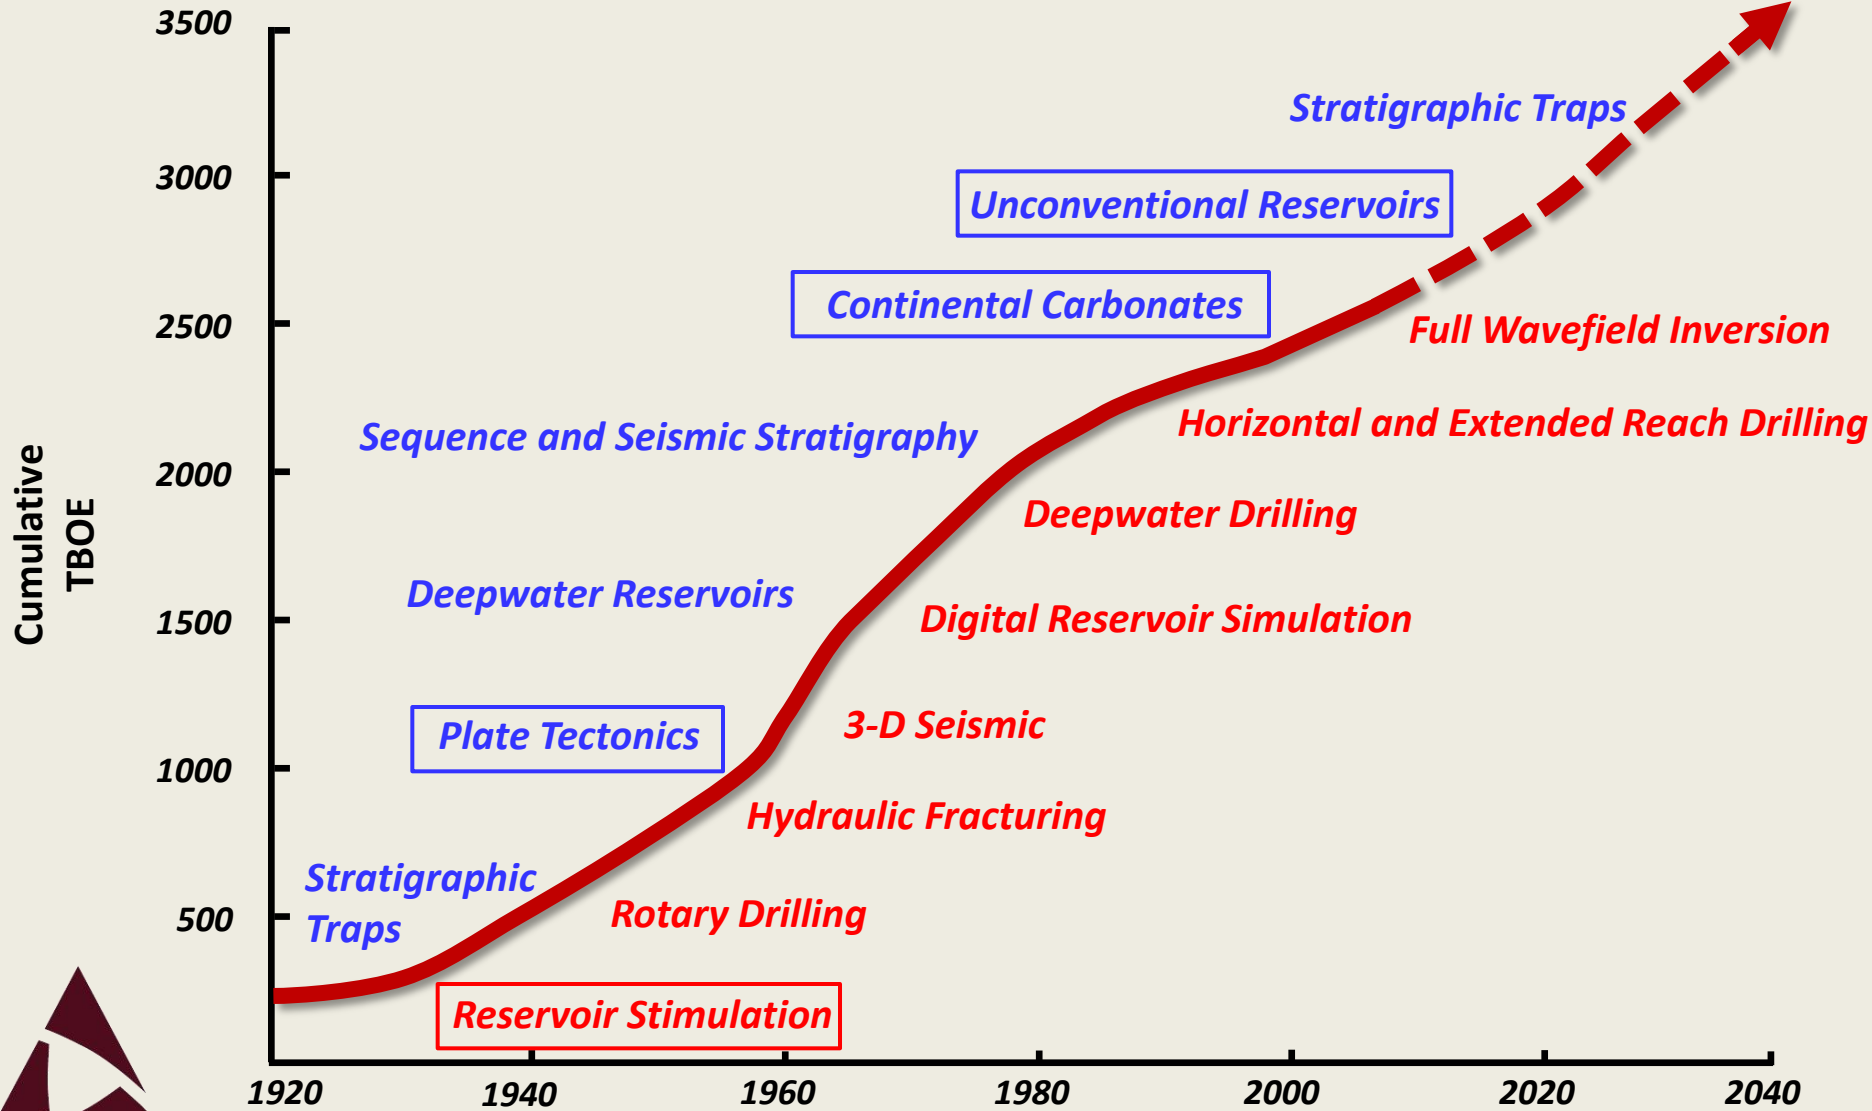 3500
Stratigraphic Traps
3000
Unconventional Reservoirs
Continental Carbonates
2500
Full Wavefield Inversion
Horizontal and Extended Reach Drilling
Sequence and Seismic Stratigraphy
2000
Cumulative
TBOE
Deepwater Drilling
Deepwater Reservoirs
1500
Digital Reservoir Simulation
3-D Seismic
Plate Tectonics
1000
Hydraulic Fracturing
Stratigraphic
Traps
500
Rotary Drilling
Reservoir Stimulation
1920 1940 1960 1980 2000 2020 2040